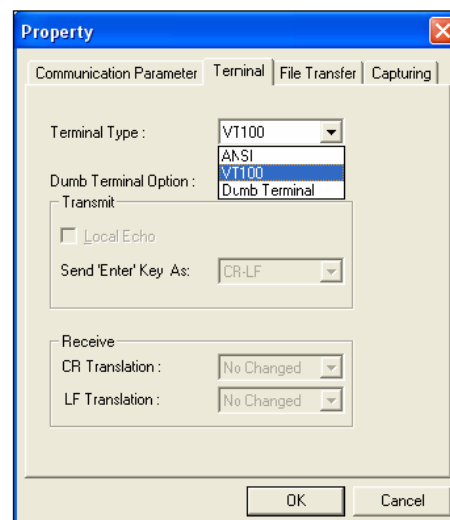 Property
Communication Parameter Terminal File Transfer Capturing
Terminal Type : VT100
ANSI
VT100
Dumb Terminal
Dumb Terminal Option :
Transmit
Local Echo
Send 'Enter' Key As: CR-LF
Receive
CR Translation : No Changed
LF Translation : No Changed
OK Cancel